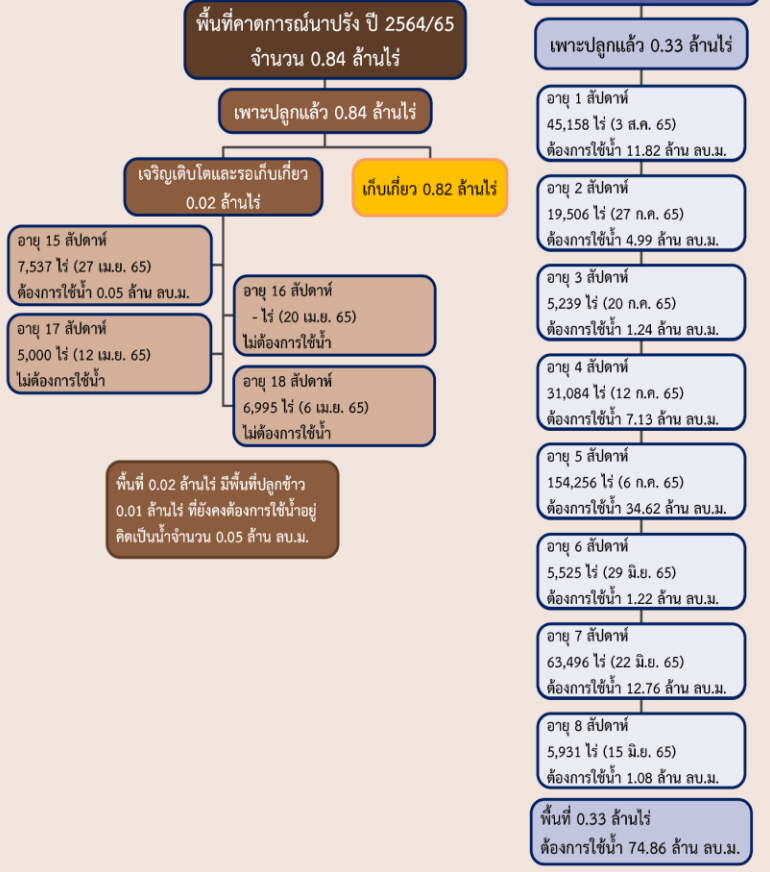 พื้นที่คาดการณ์นาปรัง ปี 2564/65
จำนวน 0.84 ล้านไร่
เพาะปลูกแล้ว 0.84 ล้านไร่
เจริญเติบโตและรอเก็บเกี่ยว
0.02 ล้านไร่
เก็บเกี่ยว 0.82 ล้านไร่
อายุ 15 สัปดาห์
7,537 ไร่ (27 เม.ย. 65)
ต้องการใช้น้ำ 0.05 ล้าน ลบ.ม.
อายุ 16 สัปดาห์
- ไร่ (20 เม.ย. 65)
ไม่ต้องการใช้น้ำ
อายุ 17 สัปดาห์
5,000 ไร่ (12 เม.ย. 65)
ไม่ต้องการใช้น้ำ
อายุ 18 สัปดาห์
6,995 ไร่ (6 เม.ย. 65)
ไม่ต้องการใช้น้ำ
พื้นที่ 0.02 ล้านไร่ มีพื้นที่ปลูกข้าว
0.01 ล้านไร่ ที่ยังคงต้องการใช้น้ำอยู่
คิดเป็นน้ำจำนวน 0.05 ล้าน ลบ.ม.
เพาะปลูกแล้ว 0.33 ล้านไร่
อายุ 1 สัปดาห์
45,158 ไร่ (3 ส.ค. 65)
ต้องการใช้น้ำ 11.82 ล้าน ลบ.ม.
อายุ 2 สัปดาห์
19,506 ไร่ (27 ก.ค. 65)
ต้องการใช้น้ำ 4.99 ล้าน ลบ.ม.
อายุ 3 สัปดาห์
5,239 ไร่ (20 ก.ค. 65)
ต้องการใช้น้ำ 1.24 ล้าน ลบ.ม.
อายุ 4 สัปดาห์
31,084 ไร่ (12 ก.ค. 65)
ต้องการใช้น้ำ 7.13 ล้าน ลบ.ม.
อายุ 5 สัปดาห์
154,256 ไร่ (6 ก.ค. 65)
ต้องการใช้น้ำ 34.62 ล้าน ลบ.ม.
อายุ 6 สัปดาห์
5,525 ไร่ (29 มิ.ย. 65)
ต้องการใช้น้ำ 1.22 ล้าน ลบ.ม.
อายุ 7 สัปดาห์
63,496 ไร่ (22 มิ.ย. 65)
ต้องการใช้น้ำ 12.76 ล้าน ลบ.ม.
อายุ 8 สัปดาห์
5,931 ไร่ (15 มิ.ย. 65)
ต้องการใช้น้ำ 1.08 ล้าน ลบ.ม.
พื้นที่ 0.33 ล้านไร่
ต้องการใช้น้ำ 74.86 ล้าน ลบ.ม.